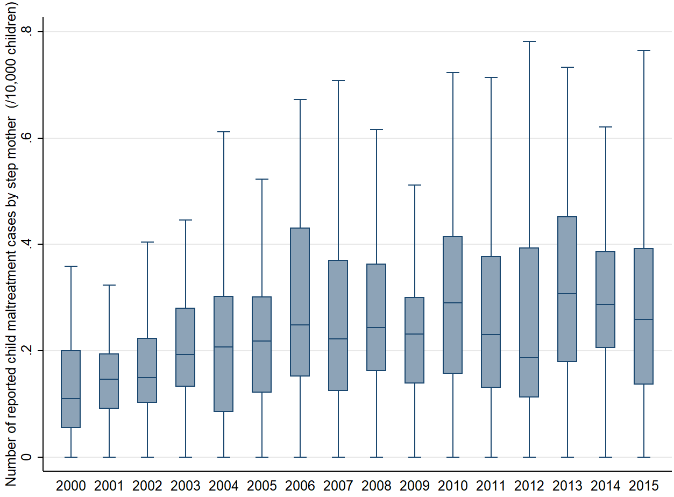 Number of reported child maltreatment cases by step mother (/10,000 children)
.8
.6
.4
.2
0
2000 2001 2002 2003 2004 2005 2006 2007 2008 2009 2010 2011 2012 2013 2014 2015